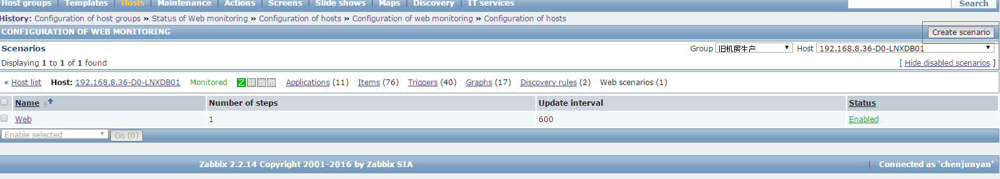 Host groups | Templates | Hosts | Maintenance | Actions | Screens | Slide shows | Maps | Discovery | IT services Search
History: Configuration of host groups » Status of Web monitoring » Configuration of hosts » Configuration of web monitoring » Configuration of hosts
CONFIGURATION OF WEB MONITORING Create scenario
Scenarios Group 旧机房生产 Host 192.168.8.36-D0-LNXDB01
Displaying 1 to 1 of 1 found [ Hide disabled scenarios ]
« Host list Host: 192.168.8.36-D0-LNXDB01 Monitored Z Applications (11) Items (76) Triggers (40) Graphs (17) Discovery rules (2) Web scenarios (1)
Name Number of steps Update interval Status
Web 1 600 Enabled
Enable selected Go (0)
Zabbix 2.2.14 Copyright 2001-2016 by Zabbix SIA | Connected as 'chenjunyan'